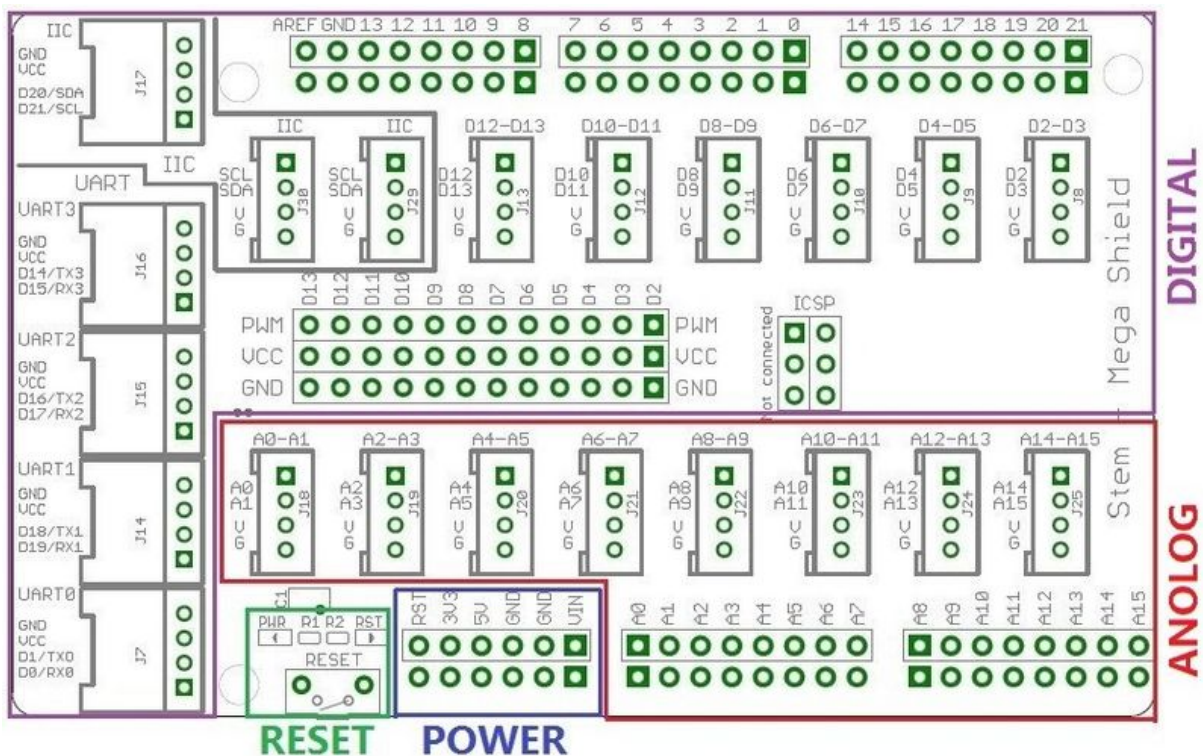 IIC
GND
VCC
D20/SDA
D21/SCL
J17
AREF GND 13 12 11 10 9 8
7 6 5 4 3 2 1 0
14 15 16 17 18 19 20 21
IIC
UART
IIC
SCL
SDA
V
G
J30
IIC
SCL
SDA
V
G
J29
D12-D13
D12
D13
V
G
J13
D10-D11
D10
D11
V
G
J12
D8-D9
D8
D9
V
G
J11
D6-D7
D6
D7
V
G
J10
D4-D5
D4
D5
V
G
J9
D2-D3
D2
D3
V
G
J8
UART3
GND
VCC
D14/TX3
D15/RX3
J16
D13 D12 D11 D10 D9 D8 D7 D6 D5 D4 D3 D2
PWM PWM
VCC VCC
GND GND
ICSP
Not connected
Stem - Mega Shield
DIGITAL
UART2
GND
VCC
D16/TX2
D17/RX2
J15
UART1
GND
VCC
D18/TX1
D19/RX1
J14
A0-A1
A0
A1
V
G
J18
A2-A3
A2
A3
V
G
J19
A4-A5
A4
A5
V
G
J20
A6-A7
A6
A7
V
G
J21
A8-A9
A8
A9
V
G
J22
A10-A11
A10
A11
V
G
J23
A12-A13
A12
A13
V
G
J24
A14-A15
A14
A15
V
G
J25
ANOLOG
UART0
GND
VCC
D1/TX0
D0/RX0
J7
C1
PWR R1 R2 RST
RESET
RST 3V3 5V GND GND VIN
A0 A1 A2 A3 A4 A5 A6 A7
A8 A9 A10 A11 A12 A13 A14 A15
RESET
POWER